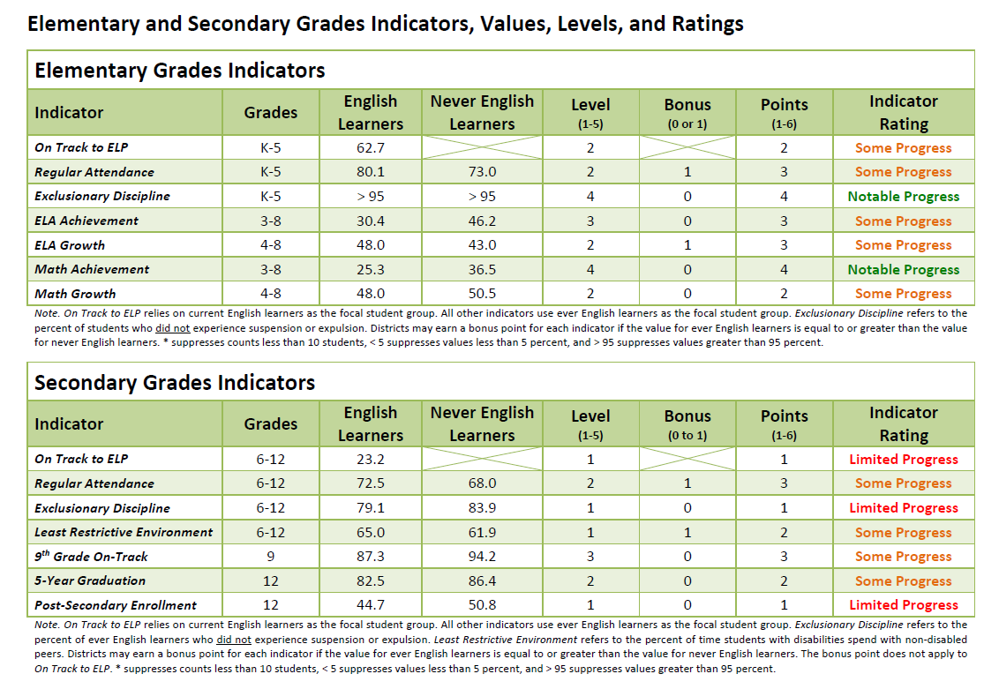 Elementary and Secondary Grades Indicators, Values, Levels, and Ratings
Elementary Grades Indicators
Indicator Grades English Learners Never English Learners Level (1-5) Bonus (0 or 1) Points (1-6) Indicator Rating
On Track to ELP K-5 62.7 2 2 Some Progress
Regular Attendance K-5 80.1 73.0 2 1 3 Some Progress
Exclusionary Discipline K-5 > 95 > 95 4 0 4 Notable Progress
ELA Achievement 3-8 30.4 46.2 3 0 3 Some Progress
ELA Growth 4-8 48.0 43.0 2 1 3 Some Progress
Math Achievement 3-8 25.3 36.5 4 0 4 Notable Progress
Math Growth 4-8 48.0 50.5 2 0 2 Some Progress
Note. On Track to ELP relies on current English learners as the focal student group. All other indicators use ever English learners as the focal student group. Exclusionary Discipline refers to the
percent of students who did not experience suspension or expulsion. Districts may earn a bonus point for each indicator if the value for ever English learners is equal to or greater than the value
for never English learners. * suppresses counts less than 10 students, < 5 suppresses values less than 5 percent, and > 95 suppresses values greater than 95 percent.
Secondary Grades Indicators
Indicator Grades English Learners Never English Learners Level (1-5) Bonus (0 to 1) Points (1-6) Indicator Rating
On Track to ELP 6-12 23.2 1 1 Limited Progress
Regular Attendance 6-12 72.5 68.0 2 1 3 Some Progress
Exclusionary Discipline 6-12 79.1 83.9 1 0 1 Limited Progress
Least Restrictive Environment 6-12 65.0 61.9 1 1 2 Some Progress
9th Grade On-Track 9 87.3 94.2 3 0 3 Some Progress
5-Year Graduation 12 82.5 86.4 2 0 2 Some Progress
Post-Secondary Enrollment 12 44.7 50.8 1 0 1 Limited Progress
Note. On Track to ELP relies on current English learners as the focal student group. All other indicators use ever English learners as the focal student group. Exclusionary Discipline refers to the
percent of ever English learners who did not experience suspension or expulsion. Least Restrictive Environment refers to the percent of time students with disabilities spend with non-disabled
peers. Districts may earn a bonus point for each indicator if the value for ever English learners is equal to or greater than the value for never English learners. The bonus point does not apply to
On Track to ELP. * suppresses counts less than 10 students, < 5 suppresses values less than 5 percent, and > 95 suppresses values greater than 95 percent.